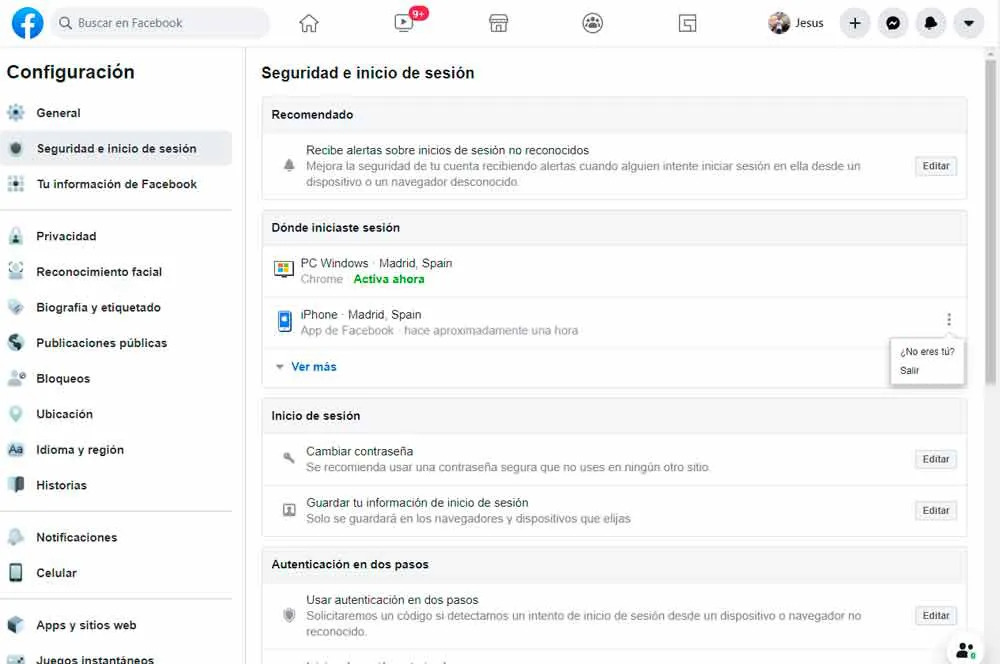 Buscar en Facebook
9+
Jesus
Configuración
General
Seguridad e inicio de sesión
Tu información de Facebook
Privacidad
Reconocimiento facial
Biografía y etiquetado
Publicaciones públicas
Bloqueos
Ubicación
Idioma y región
Historias
Notificaciones
Celular
Apps y sitios web
Juegos instantáneos
Seguridad e inicio de sesión
Recomendado
Recibe alertas sobre inicios de sesión no reconocidos
Mejora la seguridad de tu cuenta recibiendo alertas cuando alguien intente iniciar sesión en ella desde un
dispositivo o un navegador desconocido.
Editar
Dónde iniciaste sesión
PC Windows · Madrid, Spain
Chrome · Activa ahora
iPhone · Madrid, Spain
App de Facebook · hace aproximadamente una hora
¿No eres tú?
Salir
Ver más
Inicio de sesión
Cambiar contraseña
Se recomienda usar una contraseña segura que no uses en ningún otro sitio.
Editar
Guardar tu información de inicio de sesión
Solo se guardará en los navegadores y dispositivos que elijas
Editar
Autenticación en dos pasos
Usar autenticación en dos pasos
Solicitaremos un código si detectamos un intento de inicio de sesión desde un dispositivo o navegador no
reconocido.
Editar